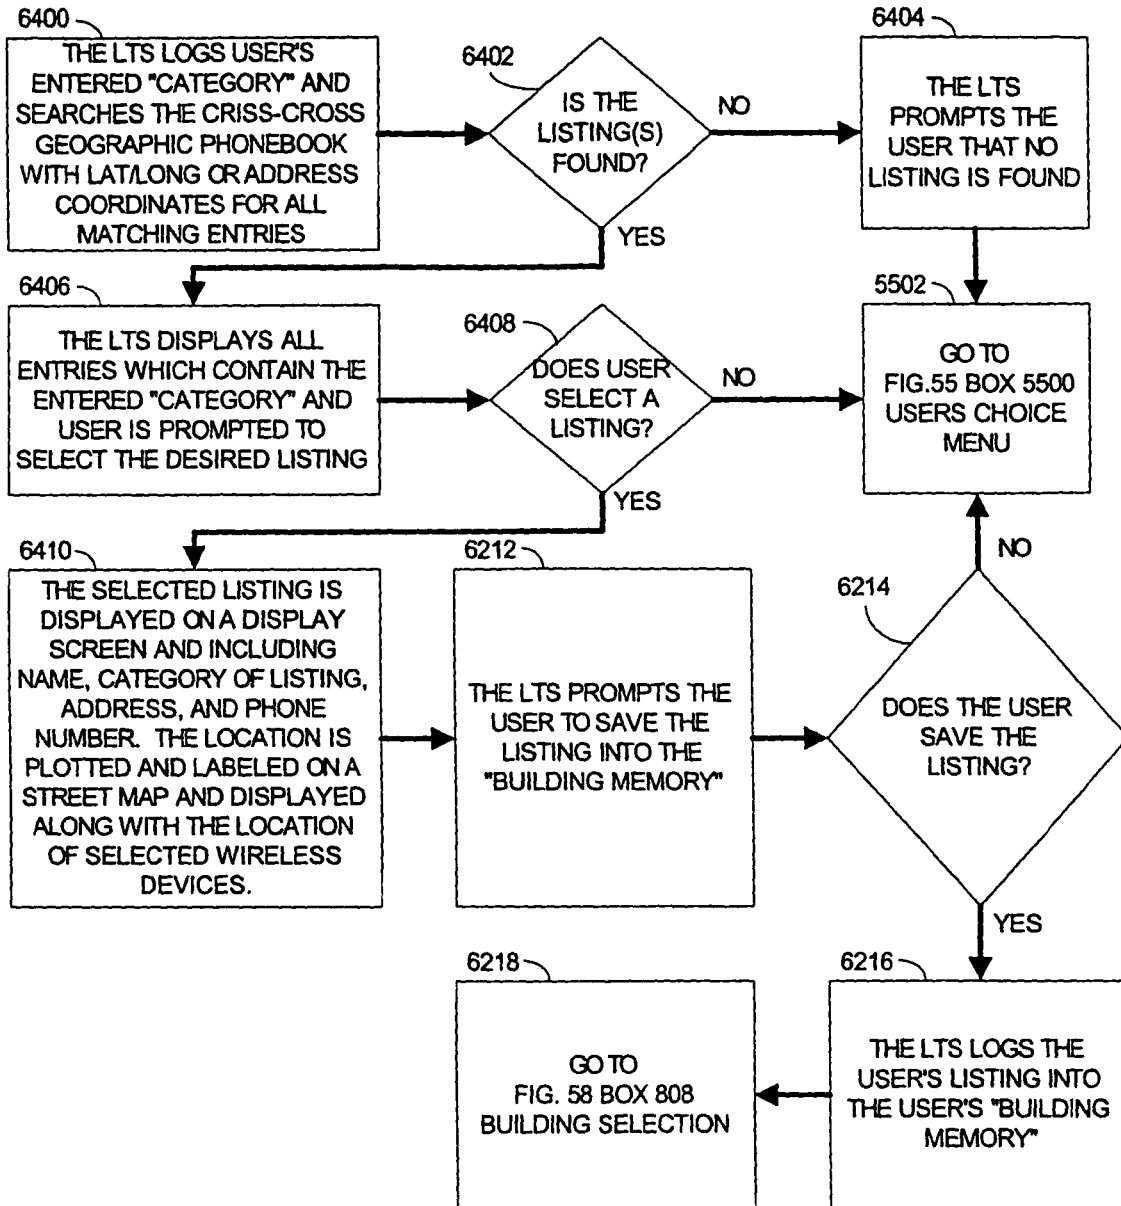 6400
THE LTS LOGS USER'S
ENTERED "CATEGORY" AND
SEARCHES THE CRISS-CROSS
GEOGRAPHIC PHONEBOOK
WITH LAT/LONG OR ADDRESS
COORDINATES FOR ALL
MATCHING ENTRIES
6402
IS THE
LISTING(S)
FOUND?
NO
YES
6404
THE LTS
PROMPTS THE
USER THAT NO
LISTING IS FOUND
6406
THE LTS DISPLAYS ALL
ENTRIES WHICH CONTAIN THE
ENTERED "CATEGORY" AND
USER IS PROMPTED TO
SELECT THE DESIRED LISTING
6408
DOES USER
SELECT A
LISTING?
NO
YES
5502
GO TO
FIG.55 BOX 5500
USERS CHOICE
MENU
6410
THE SELECTED LISTING IS
DISPLAYED ON A DISPLAY
SCREEN AND INCLUDING
NAME, CATEGORY OF LISTING,
ADDRESS, AND PHONE
NUMBER. THE LOCATION IS
PLOTTED AND LABELED ON A
STREET MAP AND DISPLAYED
ALONG WITH THE LOCATION
OF SELECTED WIRELESS
DEVICES.
6212
THE LTS PROMPTS THE
USER TO SAVE THE
LISTING INTO THE
"BUILDING MEMORY"
6214
DOES THE USER
SAVE THE
LISTING?
NO
YES
6218
GO TO
FIG. 58 BOX 808
BUILDING SELECTION
6216
THE LTS LOGS THE
USER'S LISTING INTO
THE USER'S "BUILDING
MEMORY"